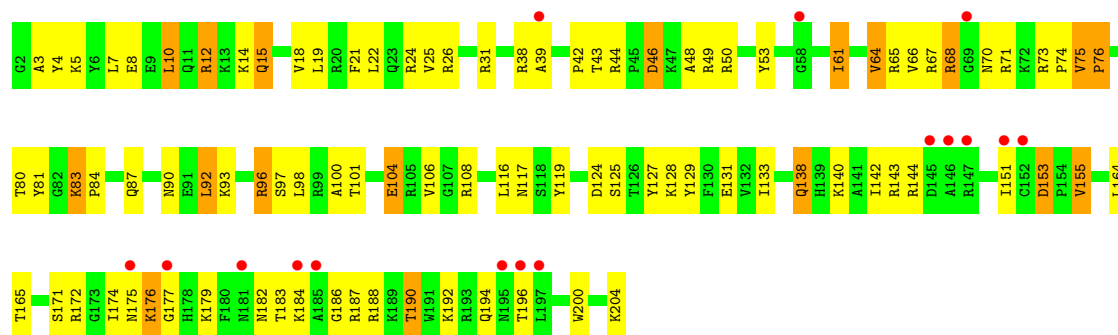 G2 A3 Y4 K5 Y6 L7 E8 E9 L10 Q11 R12 K13 K14 Q15 V18 L19 R20 F21 L22 Q23 R24 V25 R26 R31 R38 A39 P42 T43 R44 P45 D46 K47 A48 R49 R50 Y53 G58 I61 V64 R65 V66 R67 R68 G69 N70 R71 K72 R73 P74 V75 P76
T80 Y81 G82 K83 P84 Q87 N90 E91 L92 K93 R96 S97 L98 R99 A100 T101 E104 R105 V106 G107 R108 L116 N117 S118 Y119 D124 S125 T126 Y127 K128 Y129 F130 E131 V132 I133 Q138 H139 K140 A141 I142 R143 R144 D145 A146 R147 I151 C152 D153 P154 V155 I164
T165 S171 R172 G173 I174 N175 K176 G177 H178 K179 F180 N181 N182 T183 K184 A185 G186 R187 R188 K189 T190 W191 K192 R193 Q194 N195 T196 L197 W200 K204